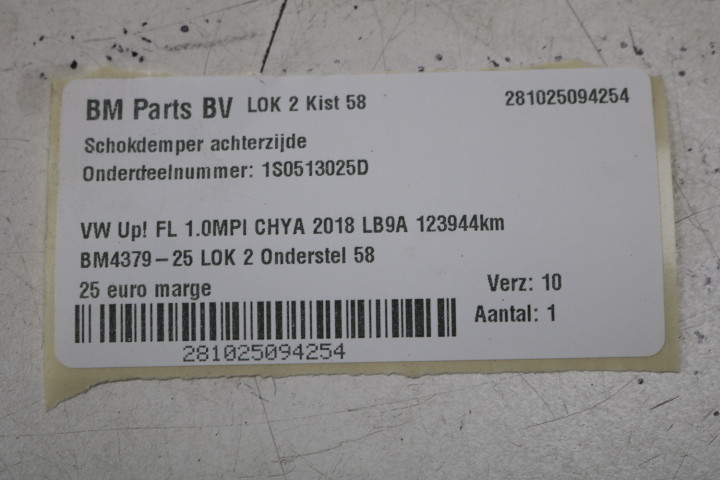 BM Parts BV LOK 2 Kist 58 281025094254
Schokdemper achterzijde
Onderdeelnummer: 1S0513025D
VW Up! FL 1.0MPI CHYA 2018 LB9A 123944km
BM4379-25 LOK 2 Onderstel 58
25 euro marge Verz: 10
Aantal: 1
281025094254